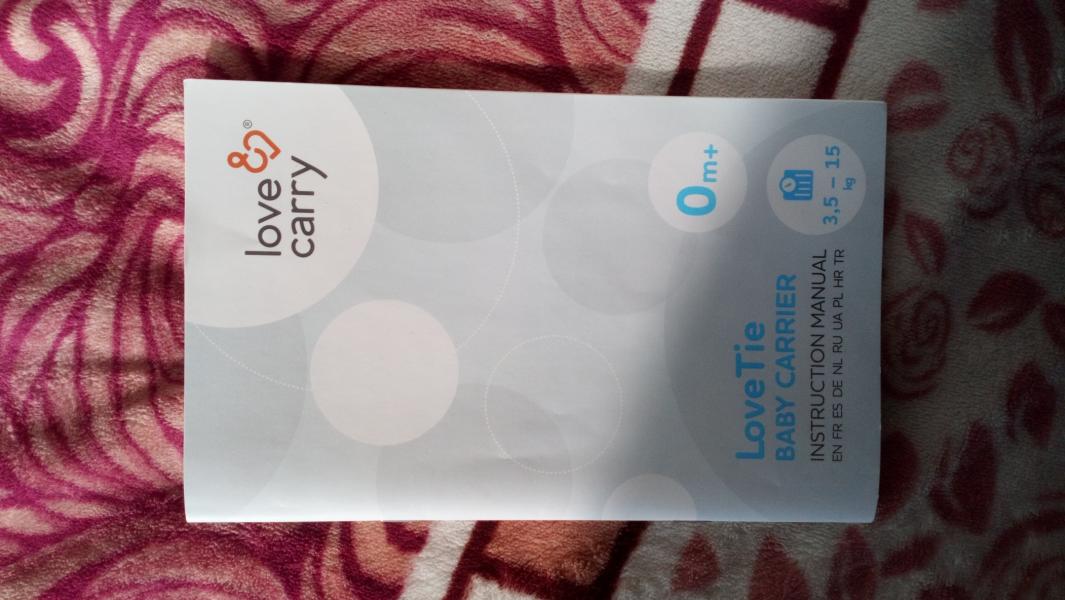 love
carry®
0m+
3,5 – 15
kg
LoveTie
BABY CARRIER
INSTRUCTION MANUAL
EN FR ES DE NL RU UA PL HR TR